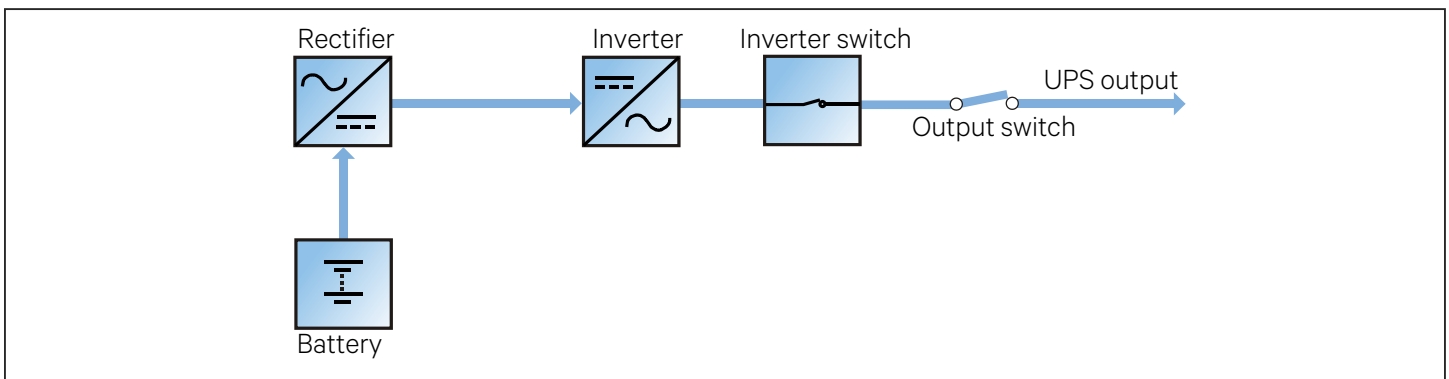 Rectifier
Inverter
Inverter switch
UPS output
Output switch
Battery